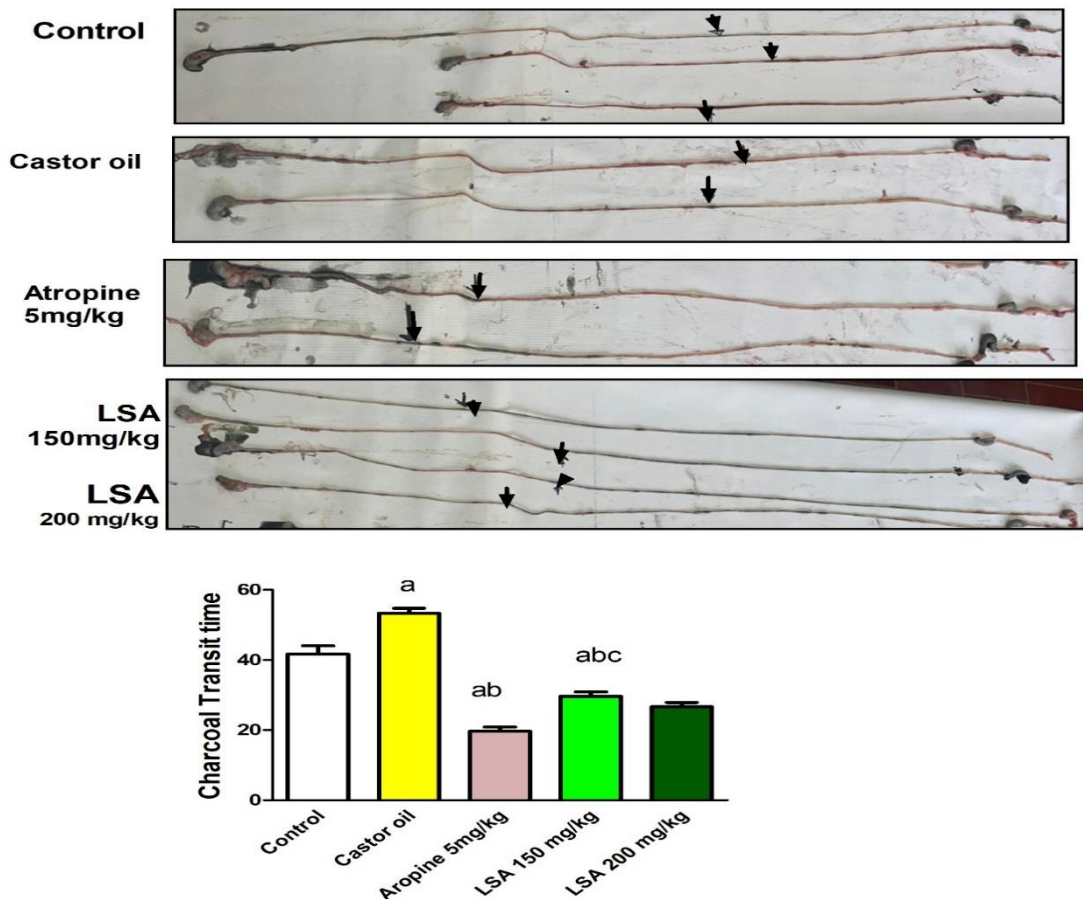 Control
Castor oil
Atropine
5mg/kg
LSA
150mg/kg
LSA
200 mg/kg
Charcoal Transit time
60
40
20
0
a
ab
abc
Control
Castor oil
Aropine 5mg/kg
LSA 150 mg/kg
LSA 200 mg/kg